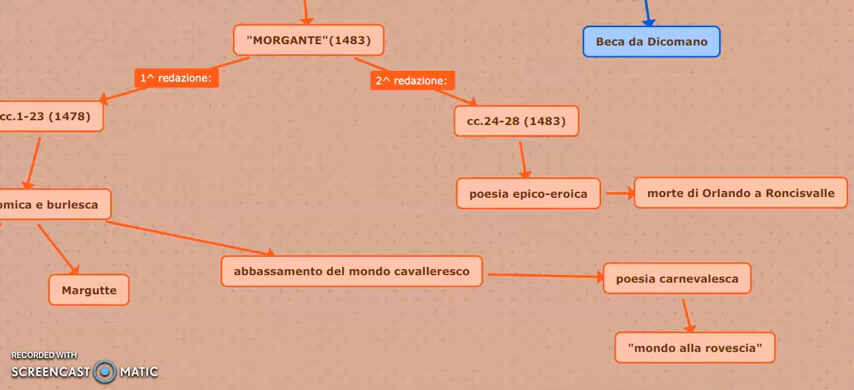 "MORGANTE"(1483)
Beca da Dicomano
1^ redazione:
2^ redazione:
cc.1-23 (1478)
cc.24-28 (1483)
poesia epico-eroica
morte di Orlando a Roncisvalle
omica e burlesca
abbassamento del mondo cavalleresco
poesia carnevalesca
Margutte
"mondo alla rovescia"
RECORDED WITH
SCREENCAST MATIC